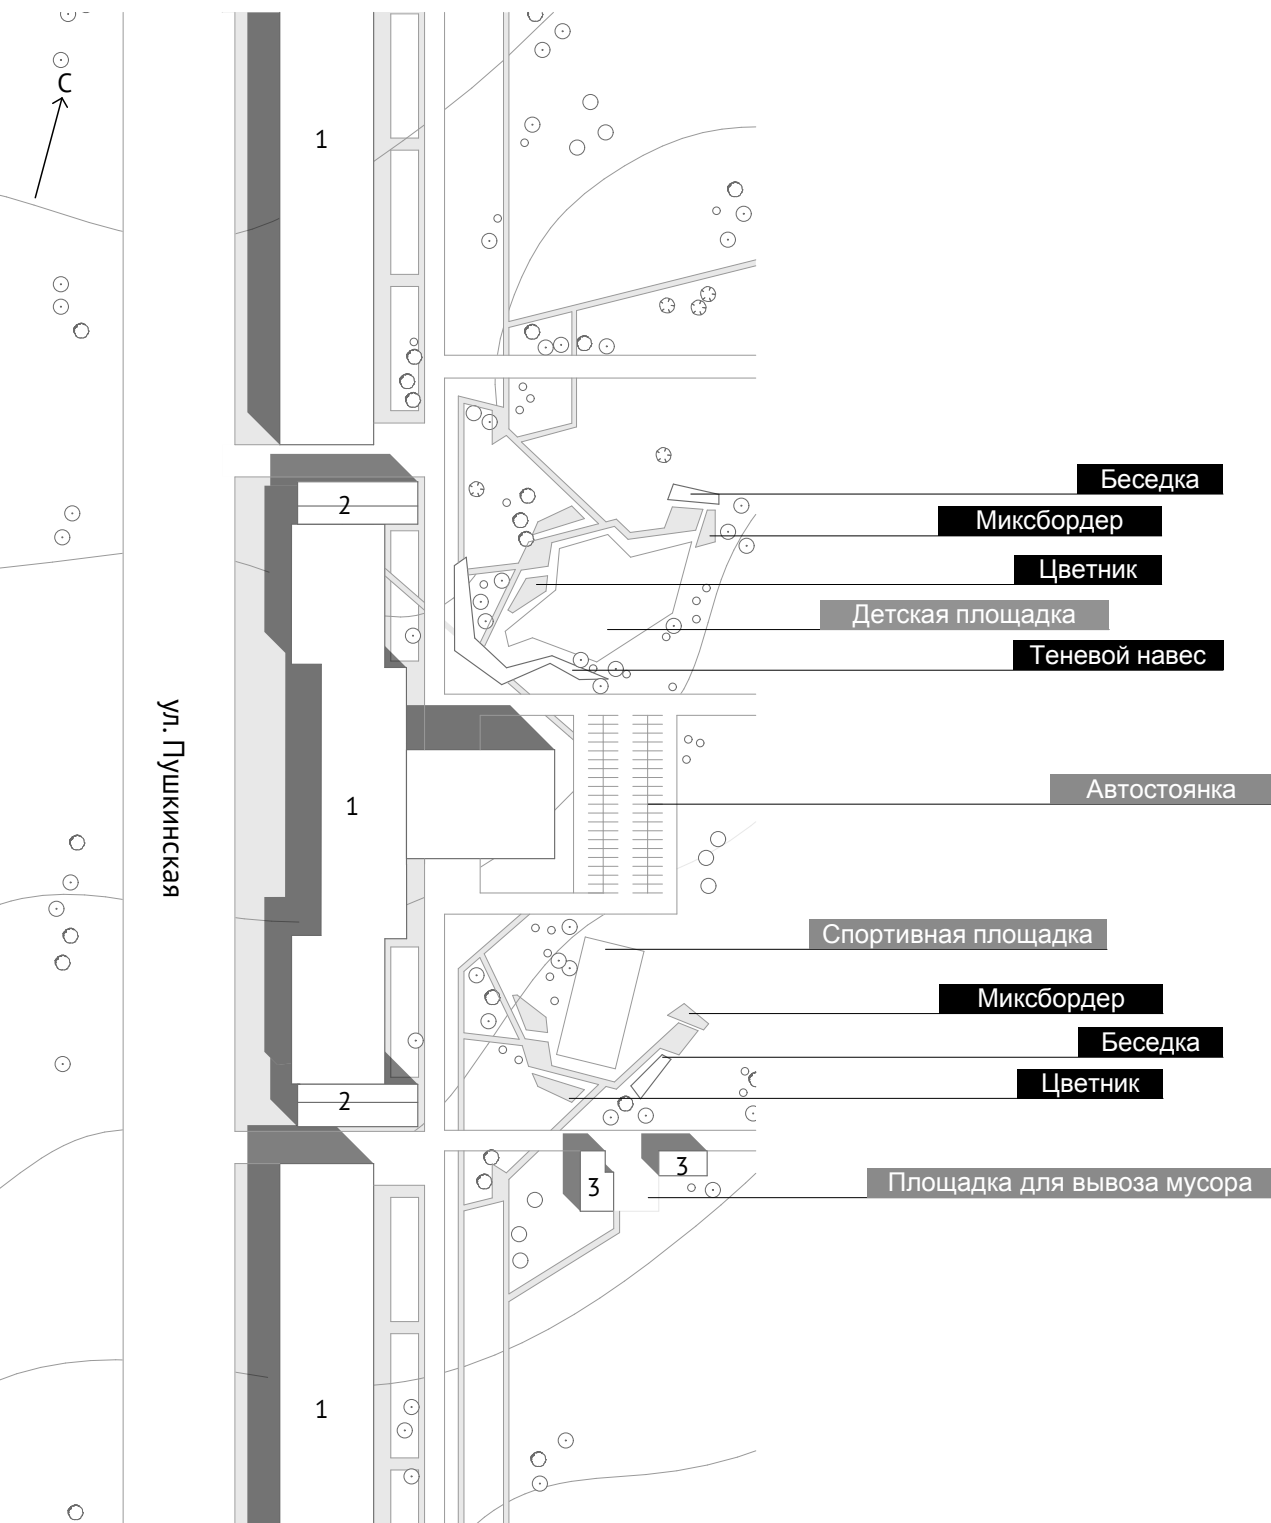 С
1
Беседка
2
Миксбордер
Цветник
Детская площадка
Теневой навес
ул. Пушкинская
1
Автостоянка
Спортивная площадка
Миксбордер
Беседка
Цветник
2
3
3
Площадка для вывоза мусора
1